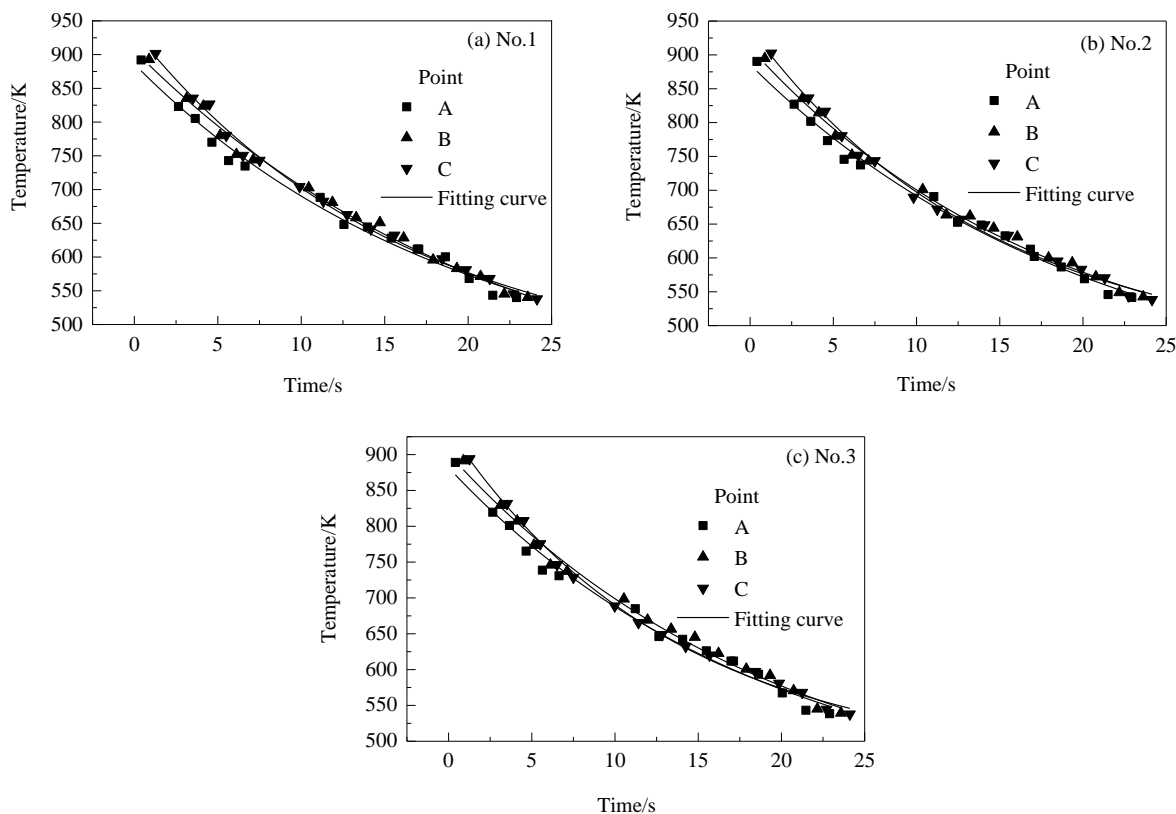 (a) No.1
Point
A
B
C
Fitting curve
Temperature/K
950
900
850
800
750
700
650
600
550
500
0 5 10 15 20 25
Time/s
(b) No.2
Point
A
B
C
Fitting curve
Temperature/K
950
900
850
800
750
700
650
600
550
500
0 5 10 15 20 25
Time/s
(c) No.3
Point
A
B
C
Fitting curve
Temperature/K
900
850
800
750
700
650
600
550
500
0 5 10 15 20 25
Time/s